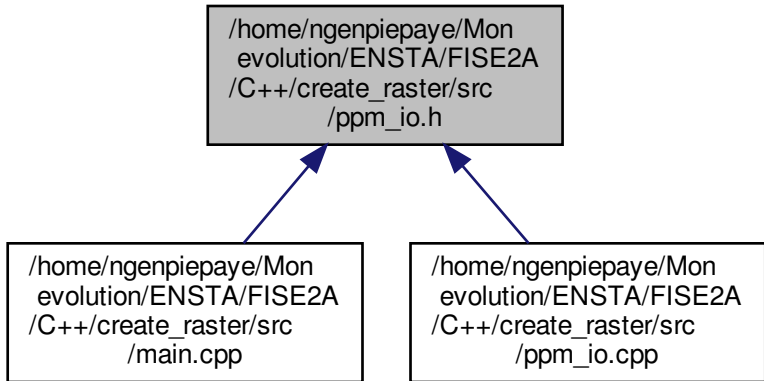 /home/ngenpiepaye/Mon
evolution/ENSTA/FISE2A
/C++/create_raster/src
/ppm_io.h
/home/ngenpiepaye/Mon
evolution/ENSTA/FISE2A
/C++/create_raster/src
/main.cpp
/home/ngenpiepaye/Mon
evolution/ENSTA/FISE2A
/C++/create_raster/src
/ppm_io.cpp